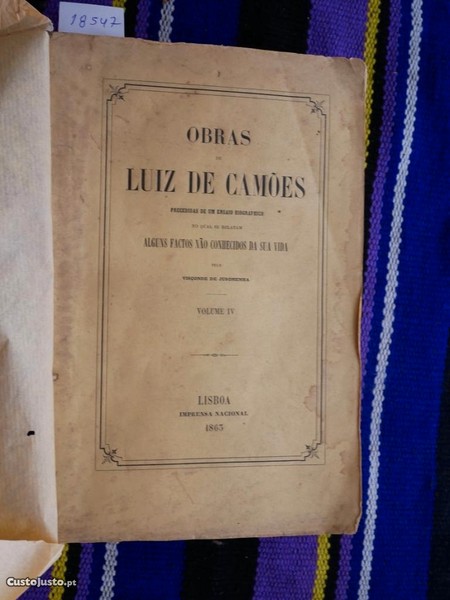 18547
OBRAS
DE
LUIZ DE CAMÕES
PRECEDIDAS DE UM ENSAIO BIOGRAPHICO
NO QUAL SE RELATAM
ALGUNS FACTOS NÃO CONHECIDOS DA SUA VIDA
PELO
VISCONDE DE JUROMENHA
VOLUME IV
LISBOA
IMPRENSA NACIONAL
1863
CustoJusto.pt